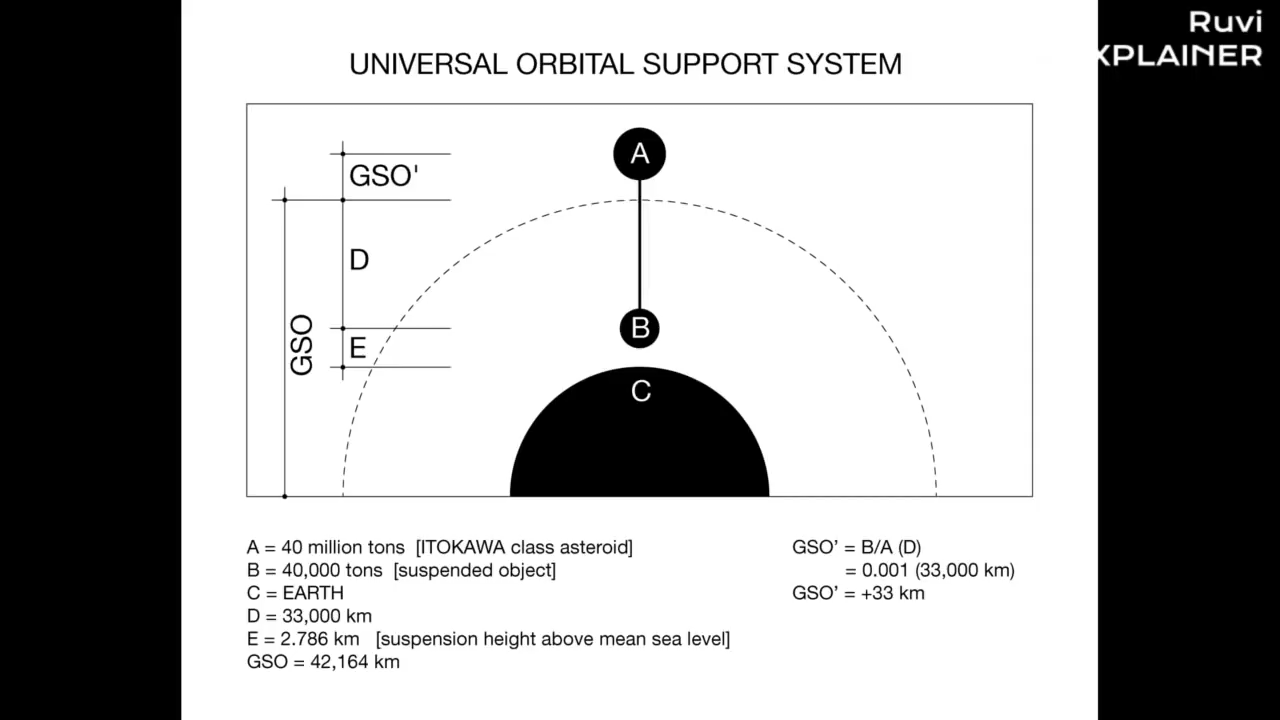 Ruvi
XPLAINER
UNIVERSAL ORBITAL SUPPORT SYSTEM
A
GSO'
D
B
GSO
E
C
A = 40 million tons [ITOKAWA class asteroid]
B = 40,000 tons [suspended object]
C = EARTH
D = 33,000 km
E = 2.786 km [suspension height above mean sea level]
GSO = 42,164 km
GSO’ = B/A (D)
= 0.001 (33,000 km)
GSO’ = +33 km